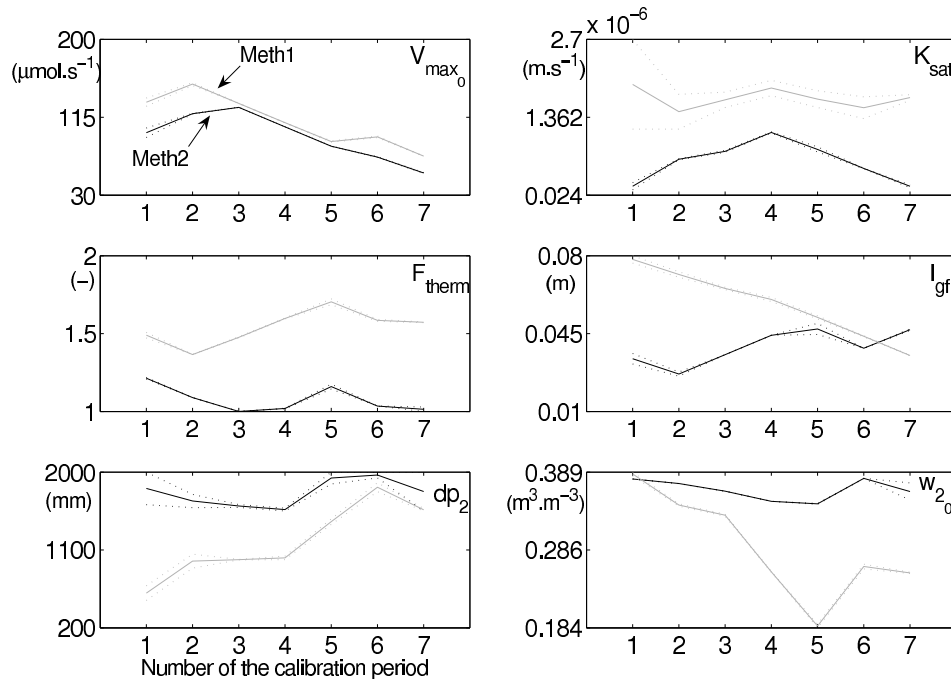 200
(μmol.s⁻¹)
115
30
Meth1
Meth2
V_max_0
1 2 3 4 5 6 7
x 10⁻⁶
2.7
(m.s⁻¹)
1.362
0.024
K_sat
1 2 3 4 5 6 7
2
(−)
1.5
1
F_therm
1 2 3 4 5 6 7
0.08
(m)
0.045
0.01
I_gf
1 2 3 4 5 6 7
2000
(mm)
1100
200
dp_2
1 2 3 4 5 6 7
Number of the calibration period
0.389
(m³.m⁻³)
0.286
0.184
w_2_0
1 2 3 4 5 6 7